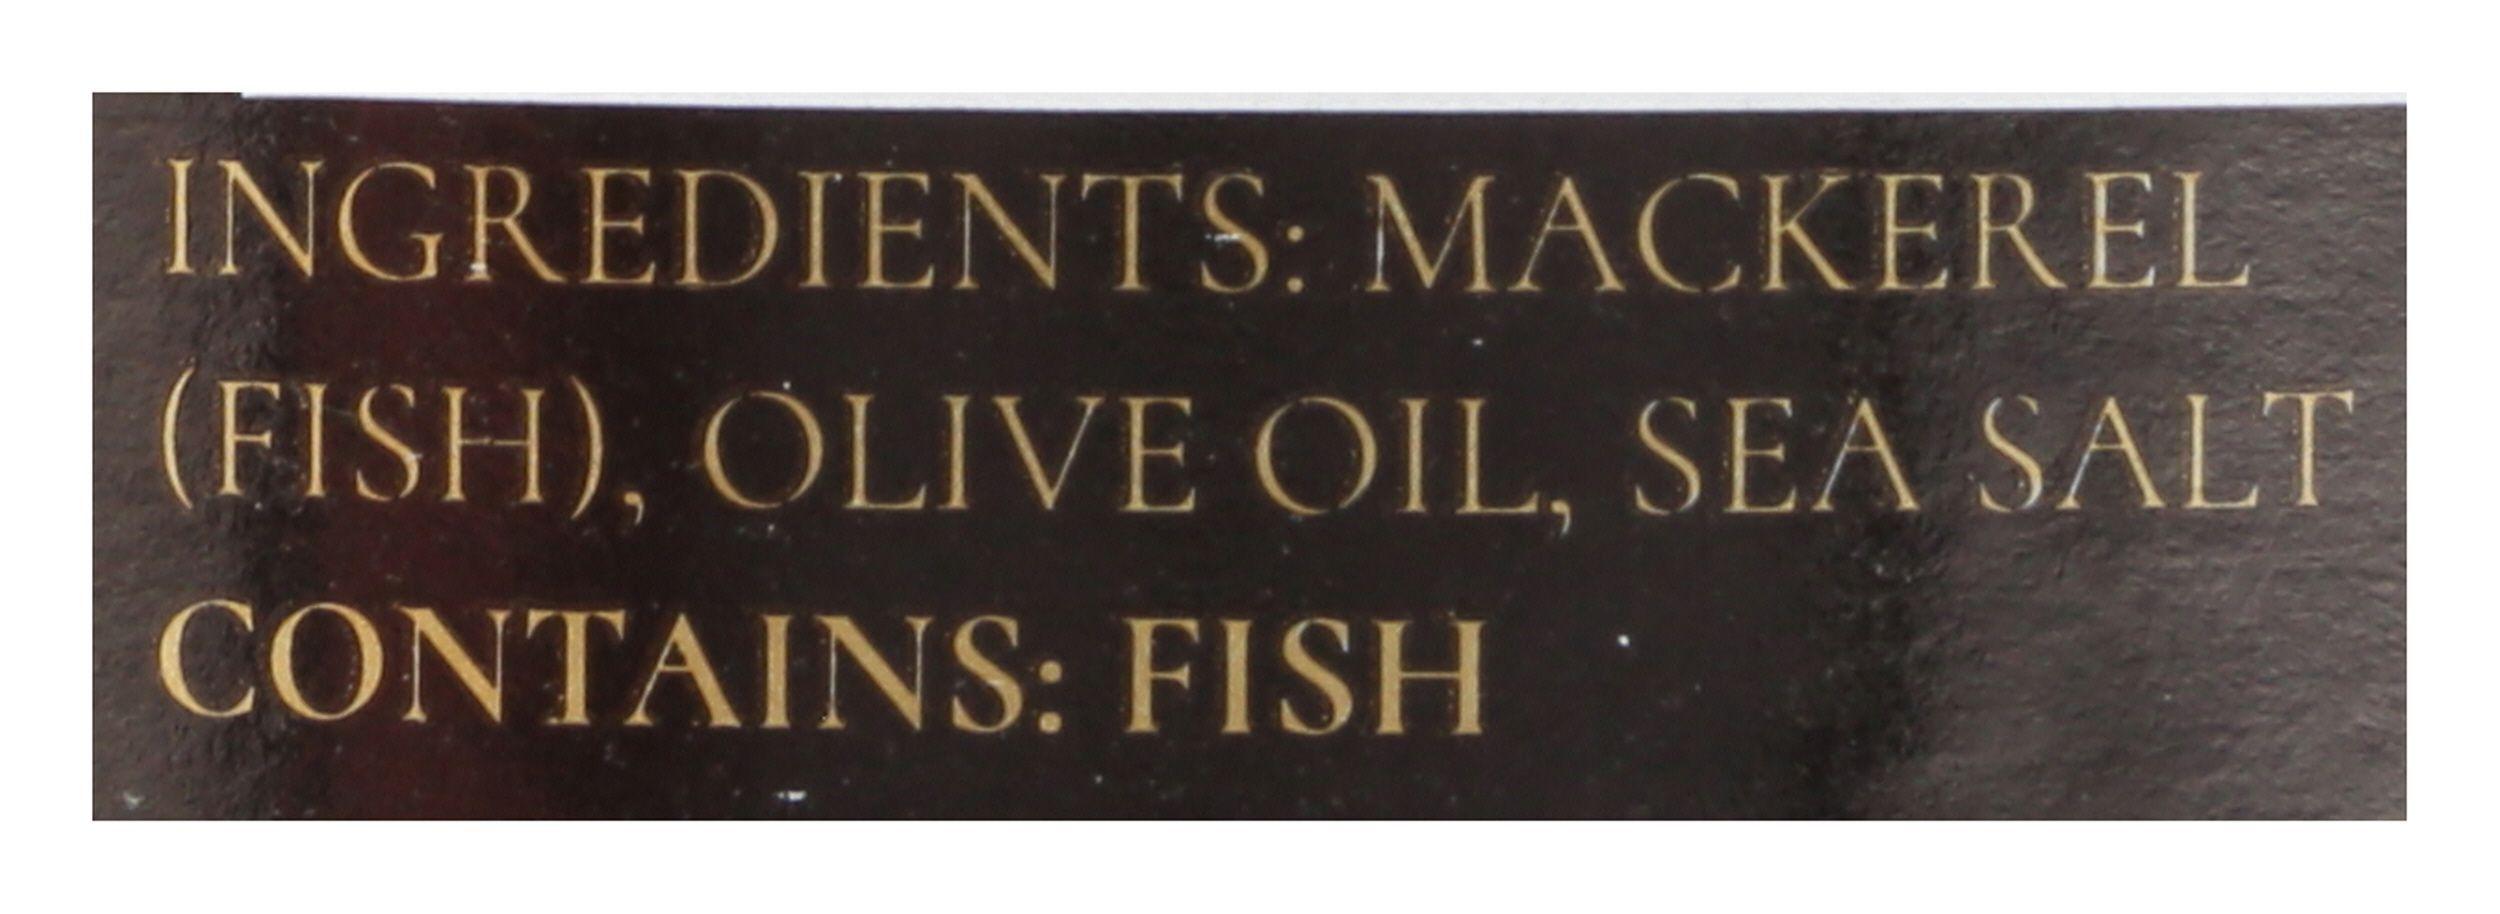 INGREDIENTS: MACKEREL
(FISH), OLIVE OIL, SEA SALT
CONTAINS: FISH